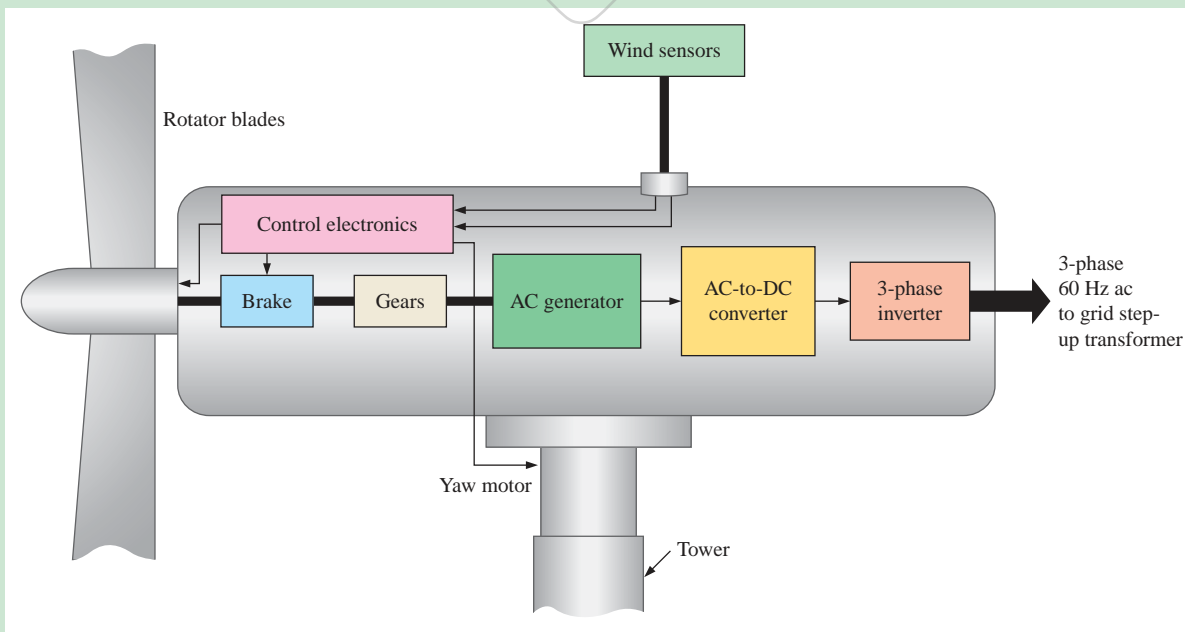 Wind sensors
Rotator blades
Control electronics
Brake
Gears
AC generator
AC-to-DC
converter
3-phase
inverter
3-phase
60 Hz ac
to grid step-
up transformer
Yaw motor
Tower